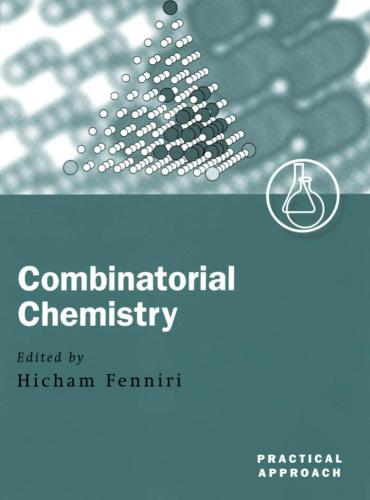 Combinatorial
Chemistry
Edited by
Hicham Fenniri
PRACTICAL
APPROACH